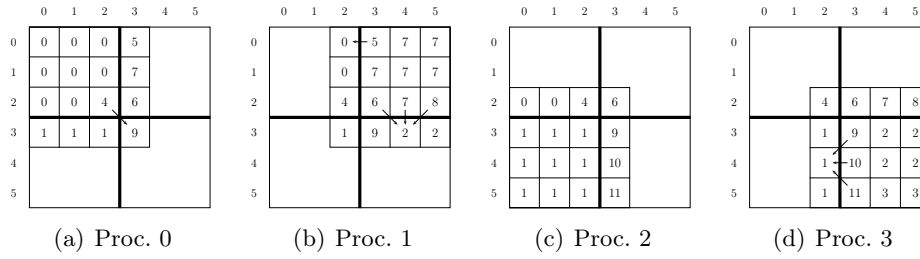 0 1 2 3 4 5
0 0 0 0 5
1 0 0 0 7
2 0 0 4 6
3 1 1 1 9
4
5
(a) Proc. 0
0 1 2 3 4 5
0 0 5 7 7
1 0 7 7 7
2 4 6 7 8
3 1 9 2 2
4
5
(b) Proc. 1
0 1 2 3 4 5
0
1
2 0 0 4 6
3 1 1 1 9
4 1 1 1 10
5 1 1 1 11
(c) Proc. 2
0 1 2 3 4 5
0
1
2 4 6 7 8
3 1 9 2 2
4 1 10 2 2
5 1 11 3 3
(d) Proc. 3